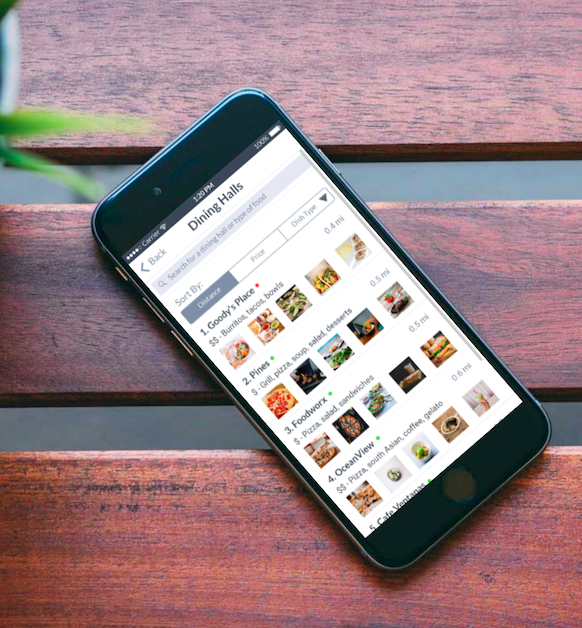 Carrier 1:20 PM 100%
Back
Dining Halls
Search for a dining hall or type of food
Sort By:
Distance Price Dish Type
1. Goody's Place 0.4 mi
$$ - Burritos, tacos, bowls
2. Pines 0.5 mi
$ - Grill, pizza, soup, salad, desserts
3. Foodworx 0.5 mi
$ - Pizza, salad, sandwiches
4. OceanView 0.6 mi
$$ - Pizza, south Asian, coffee, gelato
5. Cafe Ventanas